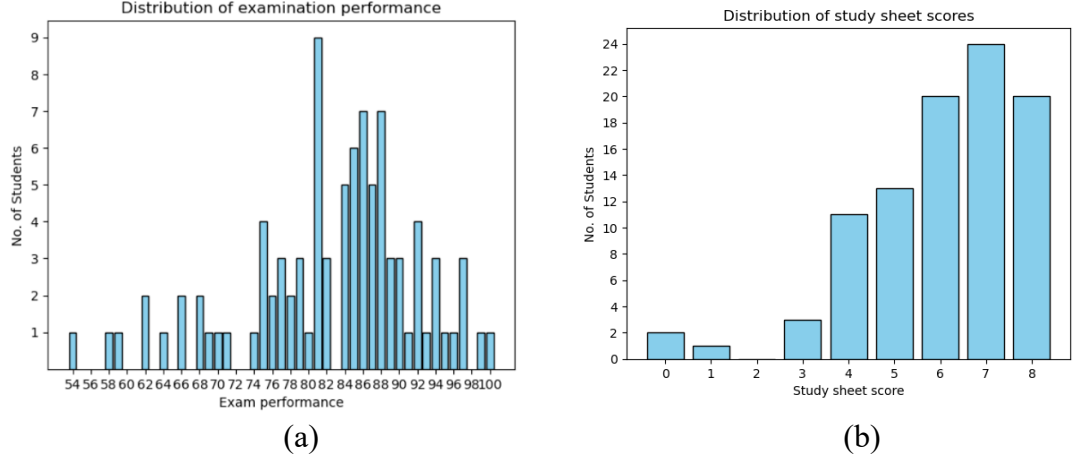 Distribution of examination performance
No. of Students
9
8
7
6
5
4
3
2
1
54 56 58 60 62 64 66 68 70 72 74 76 78 80 82 84 86 88 90 92 94 96 98 100
Exam performance
(a)
Distribution of study sheet scores
No. of Students
24
22
20
18
16
14
12
10
8
6
4
2
0
0 1 2 3 4 5 6 7 8
Study sheet score
(b)